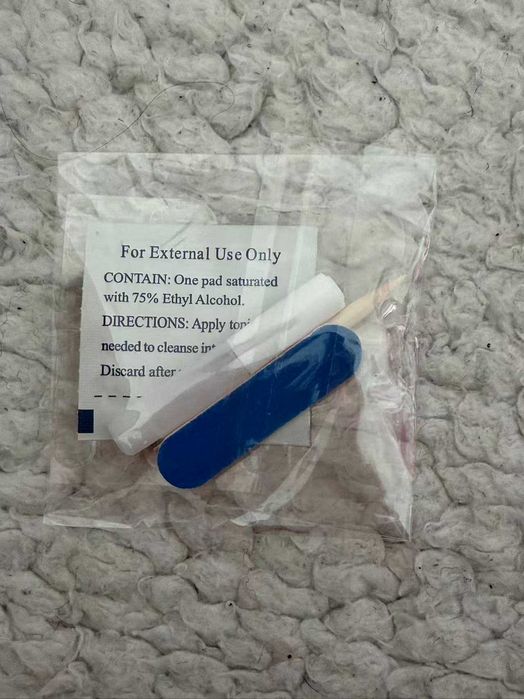 For External Use Only
CONTAIN: One pad saturated
with 75% Ethyl Alcohol.
DIRECTIONS: Apply
needed to cleanse
Discard after